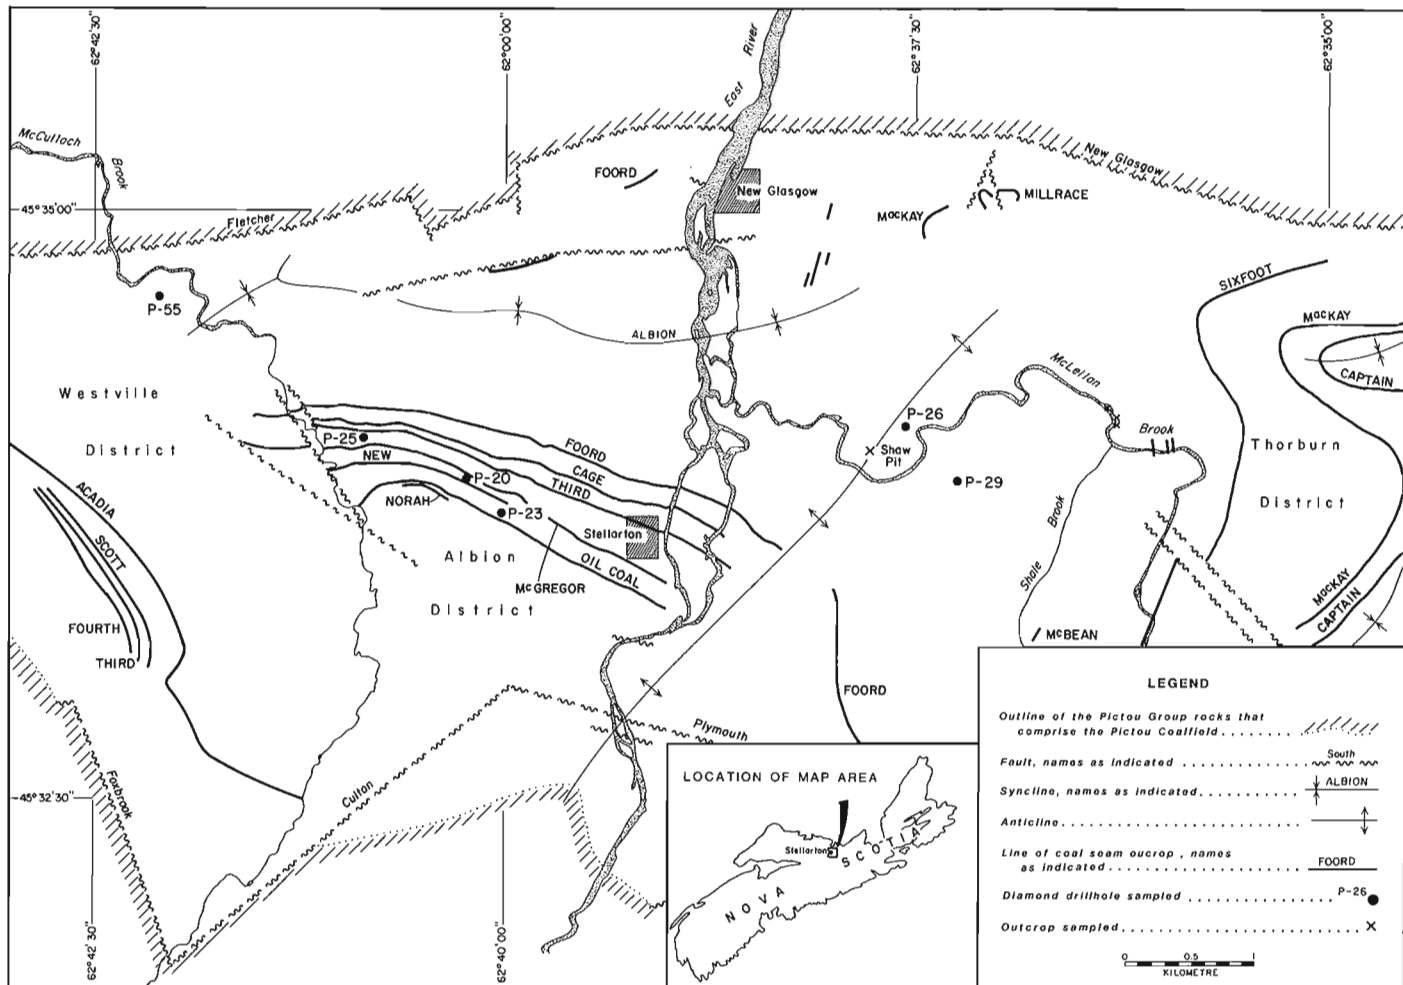 62°42'30"
62°00'00"
62°37'30"
62°35'00"
East
River
McCulloch
Brook
New Glasgow
FOORD
New Glasgow
MILLRACE
MacKAY
45°35'00"
Fletcher
SIXFOOT
P-55
ALBION
MacKAY
CAPTAIN
McLellan
Brook
Westville
District
P-26
Shaw
Pit
P-29
Thorburn
District
P-25
FOORD
CAGE
THIRD
NEW
P-20
NORAH
P-23
Stellarton
OIL COAL
McGREGOR
Albion
District
ACADIA
SCOTT
FOURTH
THIRD
Shale
Brook
McBEAN
MacKAY
CAPTAIN
FOORD
Plymouth
Culton
Foxbrook
45°32'30"
62°42'30"
62°40'00"
LOCATION OF MAP AREA
Stellarton
NOVA
SCOTIA
LEGEND
Outline of the Pictou Group rocks that
comprise the Pictou Coalfield
Fault, names as indicated
South
Syncline, names as indicated
ALBION
Anticline
Line of coal seam oucrop, names
as indicated
FOORD
Diamond drillhole sampled
P-26
Outcrop sampled
0 0.5 1
KILOMETRE